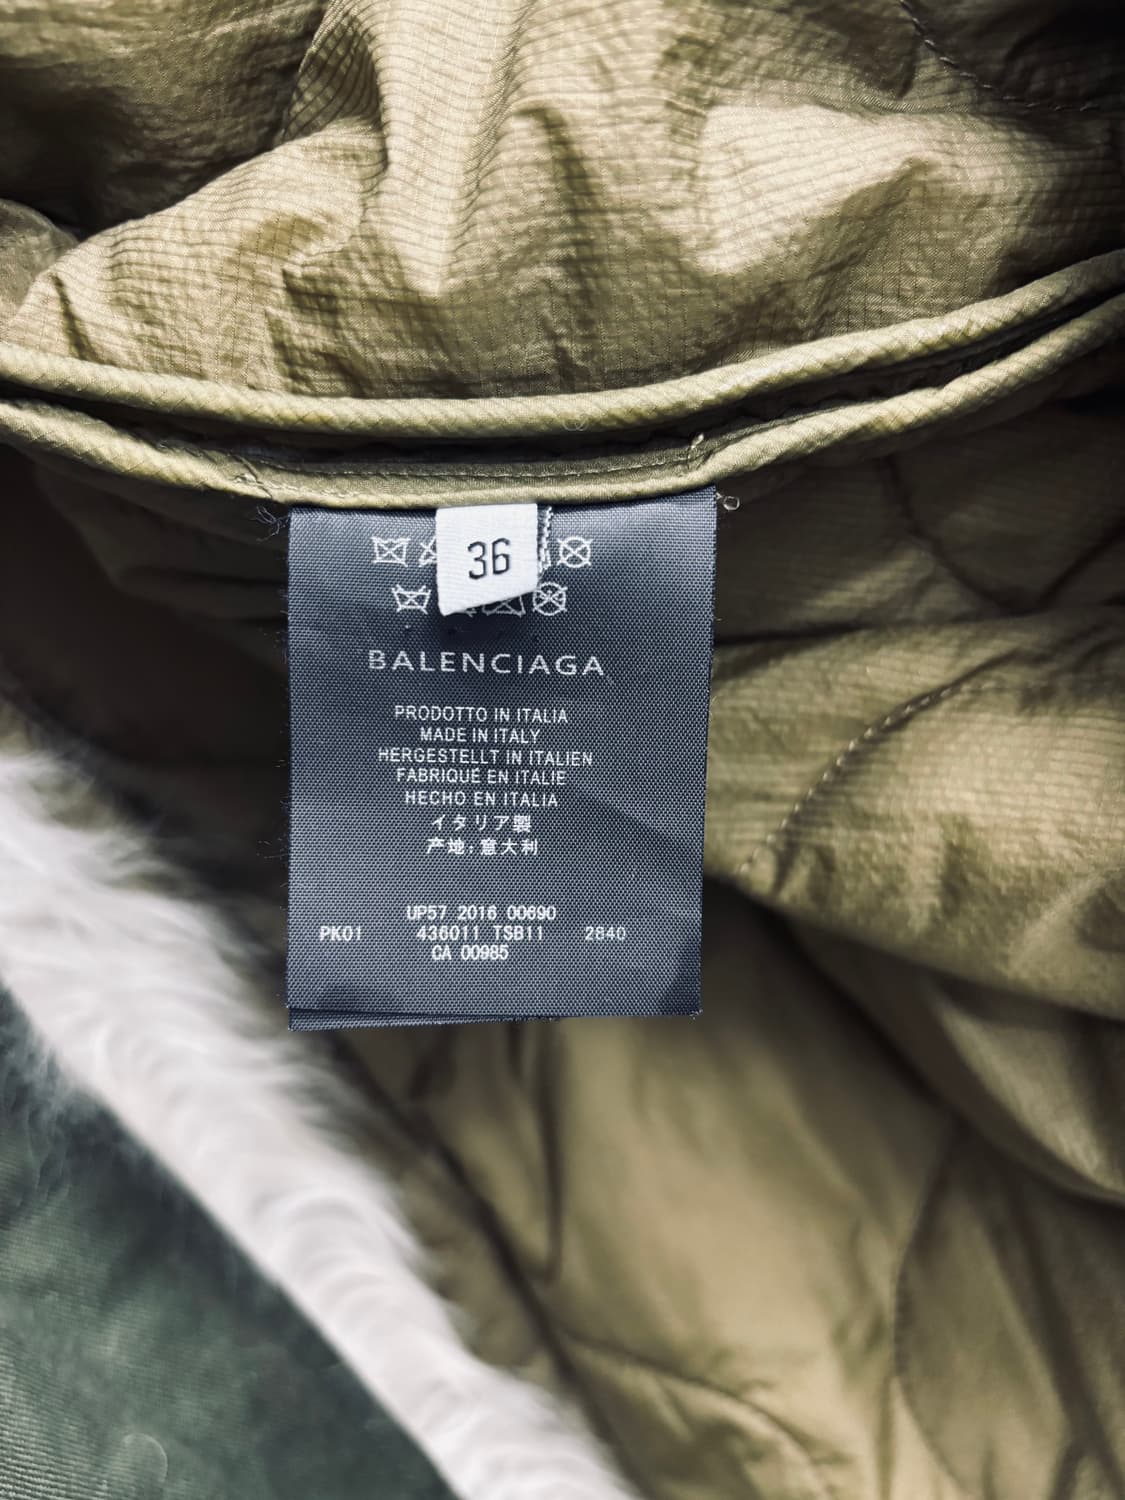 36
BALENCIAGA
PRODOTTO IN ITALIA
MADE IN ITALY
HERGESTELLT IN ITALIEN
FABRIQUÉ EN ITALIE
HECHO EN ITALIA
イタリア製
产地:意大利
UP57 2016 00690
PK01 436011 TSB11 2840
CA 00985